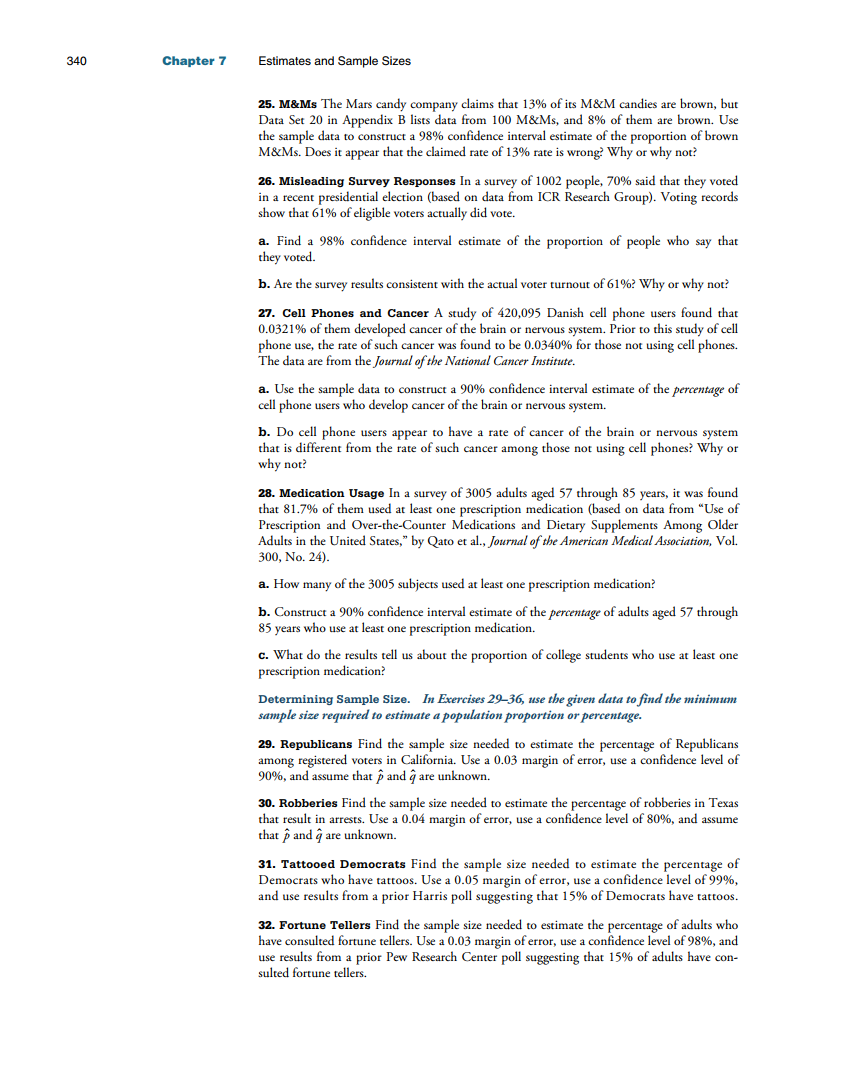 340 Chapter 7 Estimates and Sample Sizes
25. M&Ms The Mars candy company claims that 13% of its M&M candies are brown, but
Data Set 20 in Appendix B lists data from 100 M&Ms, and 8% of them are brown. Use
the sample data to construct a 98% confidence interval estimate of the proportion of brown
M&Ms. Does it appear that the claimed rate of 13% rate is wrong? Why or why not?
26. Misleading Survey Responses In a survey of 1002 people, 70% said that they voted
in a recent presidential election (based on data from ICR Research Group). Voting records
show that 61% of eligible voters actually did vote.
a. Find a 98% confidence interval estimate of the proportion of people who say that
they voted.
b. Are the survey results consistent with the actual voter turnout of 61%? Why or why not?
27. Cell Phones and Cancer A study of 420,095 Danish cell phone users found that
0.0321% of them developed cancer of the brain or nervous system. Prior to this study of cell
phone use, the rate of such cancer was found to be 0.0340% for those not using cell phones.
The data are from the Journal of the National Cancer Institute.
a. Use the sample data to construct a 90% confidence interval estimate of the percentage of
cell phone users who develop cancer of the brain or nervous system.
b. Do cell phone users appear to have a rate of cancer of the brain or nervous system
that is different from the rate of such cancer among those not using cell phones? Why or
why not?
28. Medication Usage In a survey of 3005 adults aged 57 through 85 years, it was found
that 81.7% of them used at least one prescription medication (based on data from “Use of
Prescription and Over-the-Counter Medications and Dietary Supplements Among Older
Adults in the United States,” by Qato et al., Journal of the American Medical Association, Vol.
300, No. 24).
a. How many of the 3005 subjects used at least one prescription medication?
b. Construct a 90% confidence interval estimate of the percentage of adults aged 57 through
85 years who use at least one prescription medication.
c. What do the results tell us about the proportion of college students who use at least one
prescription medication?
Determining Sample Size. In Exercises 29–36, use the given data to find the minimum
sample size required to estimate a population proportion or percentage.
29. Republicans Find the sample size needed to estimate the percentage of Republicans
among registered voters in California. Use a 0.03 margin of error, use a confidence level of
90%, and assume that p̂ and q̂ are unknown.
30. Robberies Find the sample size needed to estimate the percentage of robberies in Texas
that result in arrests. Use a 0.04 margin of error, use a confidence level of 80%, and assume
that p̂ and q̂ are unknown.
31. Tattooed Democrats Find the sample size needed to estimate the percentage of
Democrats who have tattoos. Use a 0.05 margin of error, use a confidence level of 99%,
and use results from a prior Harris poll suggesting that 15% of Democrats have tattoos.
32. Fortune Tellers Find the sample size needed to estimate the percentage of adults who
have consulted fortune tellers. Use a 0.03 margin of error, use a confidence level of 98%, and
use results from a prior Pew Research Center poll suggesting that 15% of adults have con-
sulted fortune tellers.